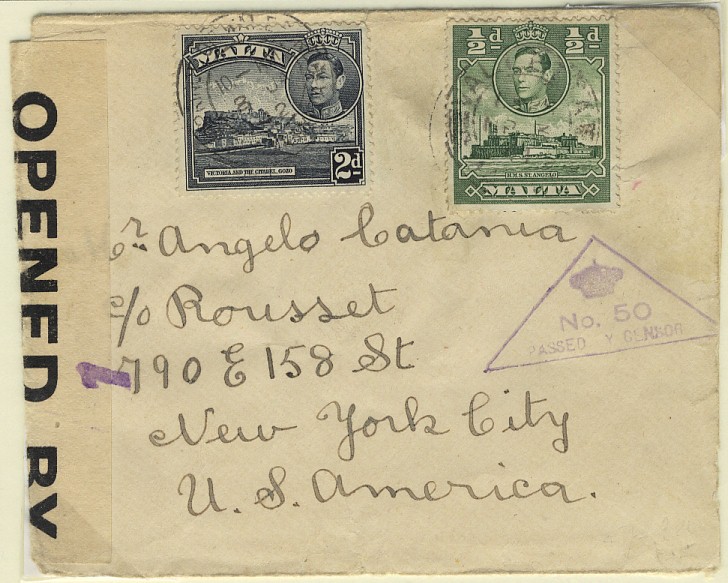 OPENED BY
MALTA
VICTORIA AND THE CITADEL, GOZO
2d
½d ½d
H.M.S. ST. ANGELO
MALTA
Angelo Catania
c/o Rousset
790 E 158 St
New York City
U. S. America.
No. 50
PASSED Y CENSOR